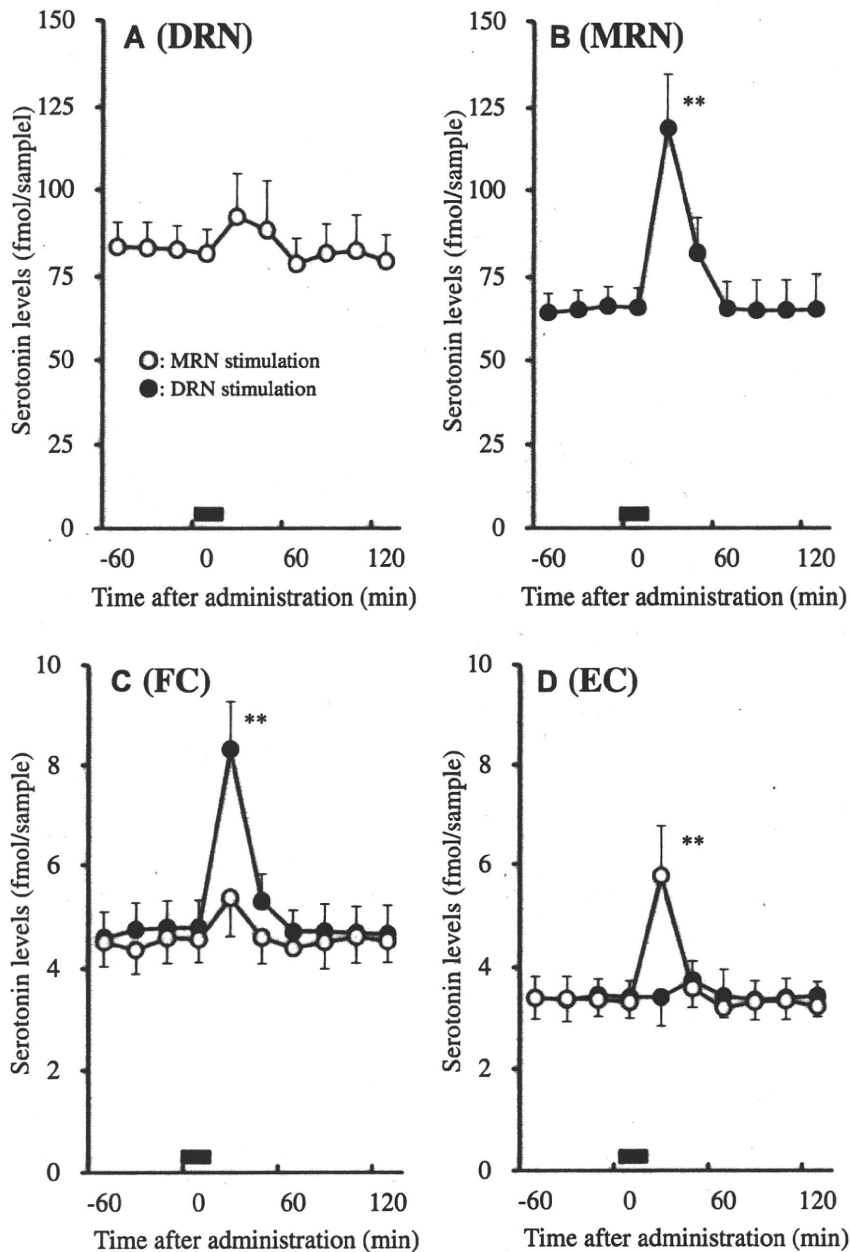 A (DRN)
Serotonin levels (fmol/samplel)
150
125
100
75
50
25
0
O: MRN stimulation
●: DRN stimulation
-60 0 60 120
Time after administration (min)
B (MRN)
Serotonin levels (fmol/sample)
150
125
100
75
50
25
0
**
-60 0 60 120
Time after administration (min)
C (FC)
Serotonin levels (fmol/sample)
10
8
6
4
2
0
**
-60 0 60 120
Time after administration (min)
D (EC)
Serotonin levels (fmol/sample)
10
8
6
4
2
0
**
-60 0 60 120
Time after administration (min)